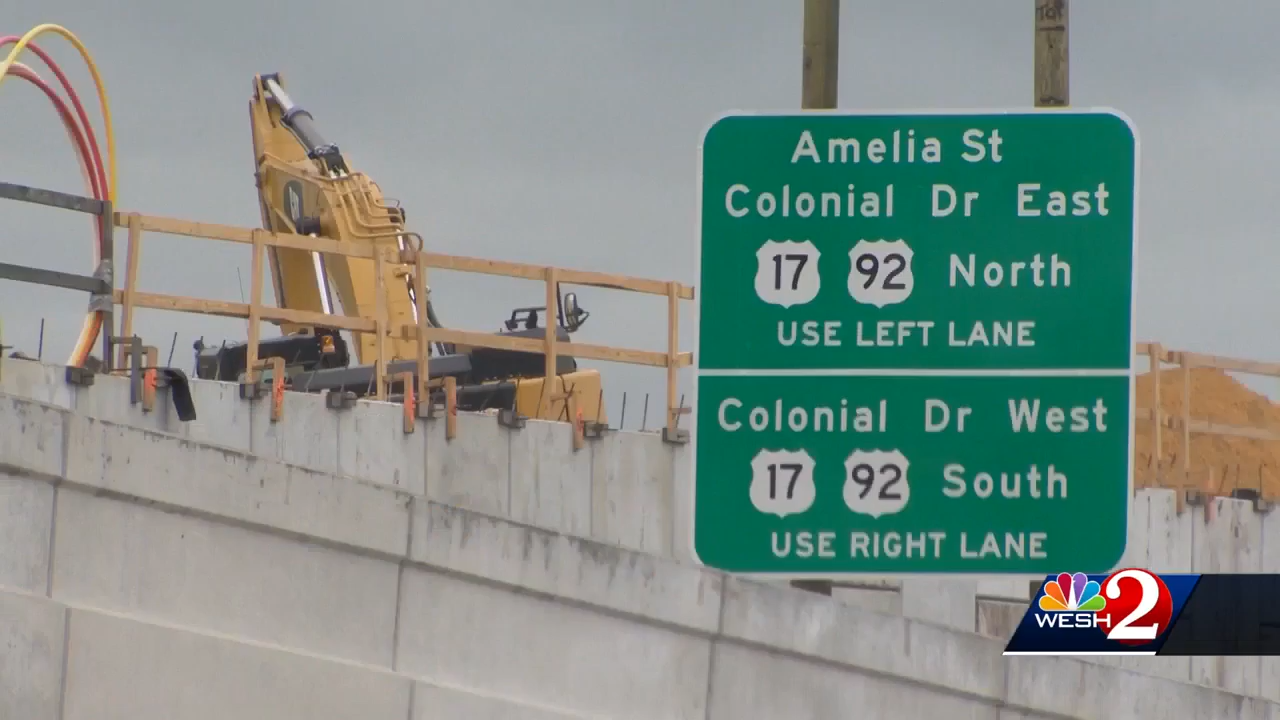 Amelia St
Colonial Dr East
17 92 North
USE LEFT LANE
Colonial Dr West
17 92 South
USE RIGHT LANE
WESH 2